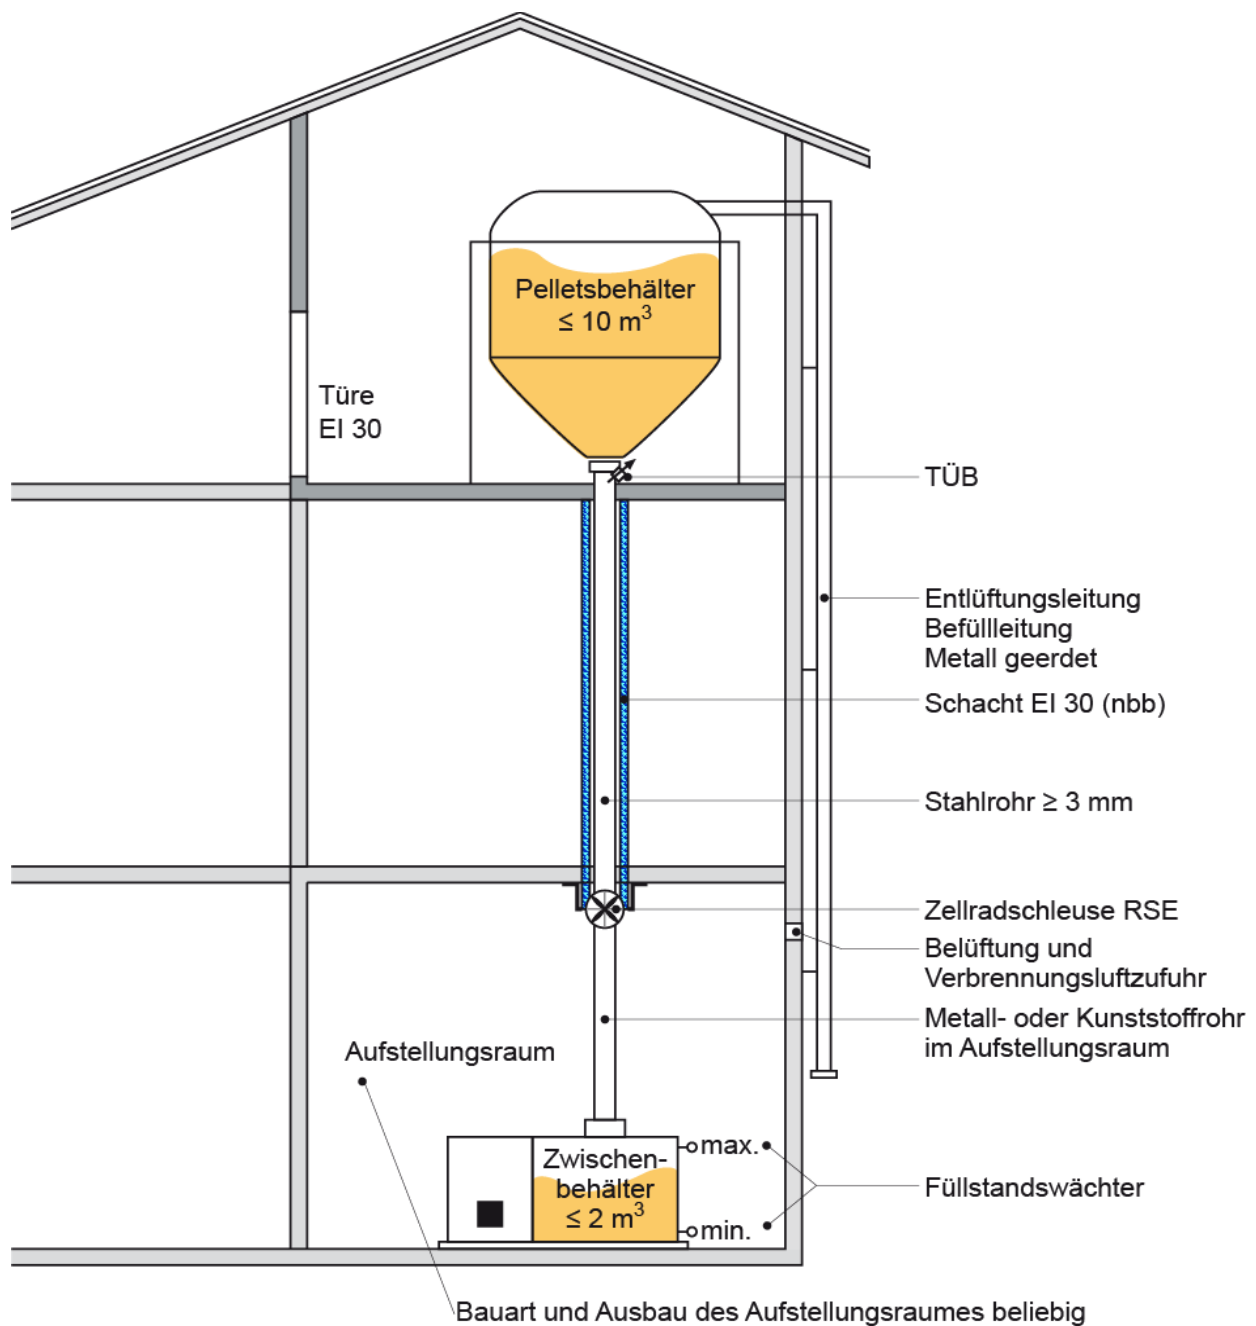 Pelletsbehälter
≤ 10 m³
Türe
EI 30
TÜB
Entlüftungsleitung
Befüllleitung
Metall geerdet
Schacht EI 30 (nbb)
Stahlrohr ≥ 3 mm
Zellradschleuse RSE
Belüftung und
Verbrennungsluftzufuhr
Metall- oder Kunststoffrohr
im Aufstellungsraum
Aufstellungsraum
max.
Zwischen-
behälter
≤ 2 m³
min.
Füllstandswächter
Bauart und Ausbau des Aufstellungsraumes beliebig